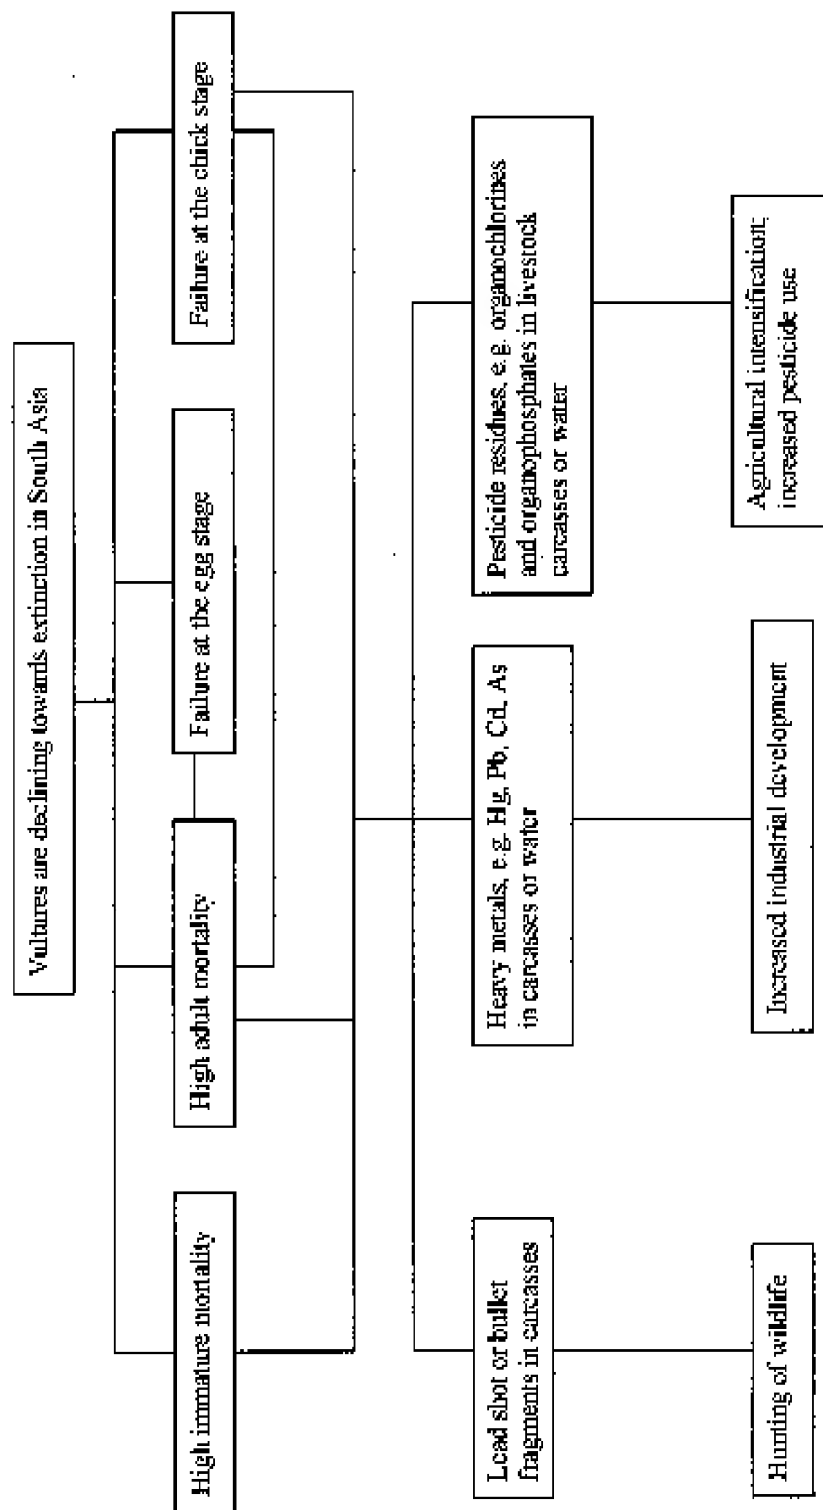 Vultures are declining towards extinction in South Asia
High immature mortality
High adult mortality
Failure at the egg stage
Failure at the chick stage
Lead shot or bullet
fragments in carcasses
Heavy metals, e.g. Hg, Pb, Cd, As
in carcasses or water
Pesticide residues, e.g. organochlorines
and organophosphates in livestock
carcasses or water
Hunting of wildlife
Increased industrial development
Agricultural intensification;
increased pesticide use